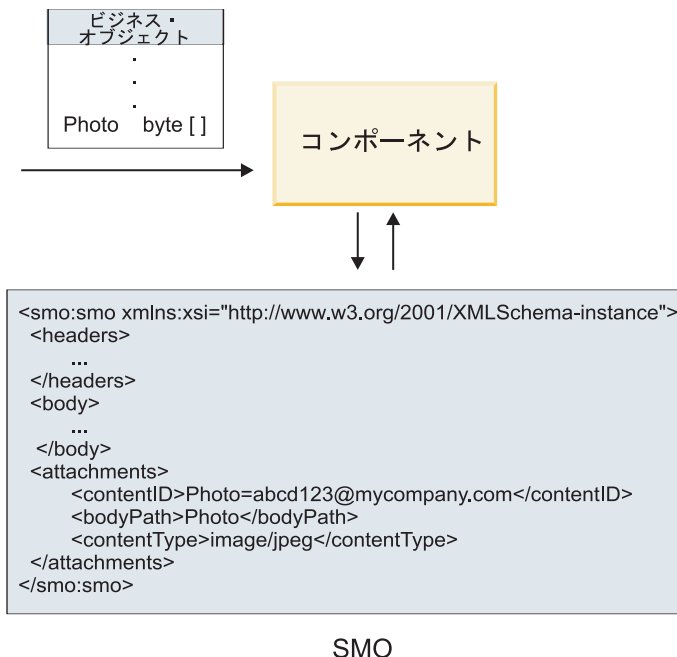 ビジネス・
オブジェクト
.
.
.
Photo byte [ ]
コンポーネント
<smo:smo xmlns:xsi="http://www.w3.org/2001/XMLSchema-instance">
<headers>
...
</headers>
<body>
...
</body>
<attachments>
<contentID>Photo=abcd123@mycompany.com</contentID>
<bodyPath>Photo</bodyPath>
<contentType>image/jpeg</contentType>
</attachments>
</smo:smo>
SMO